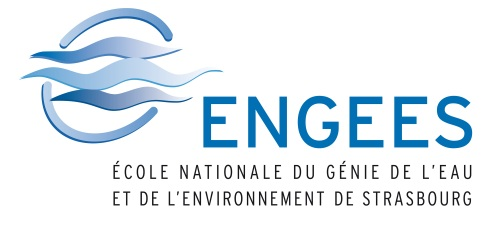 ENGEES
ÉCOLE NATIONALE DU GÉNIE DE L'EAU
ET DE L'ENVIRONNEMENT DE STRASBOURG